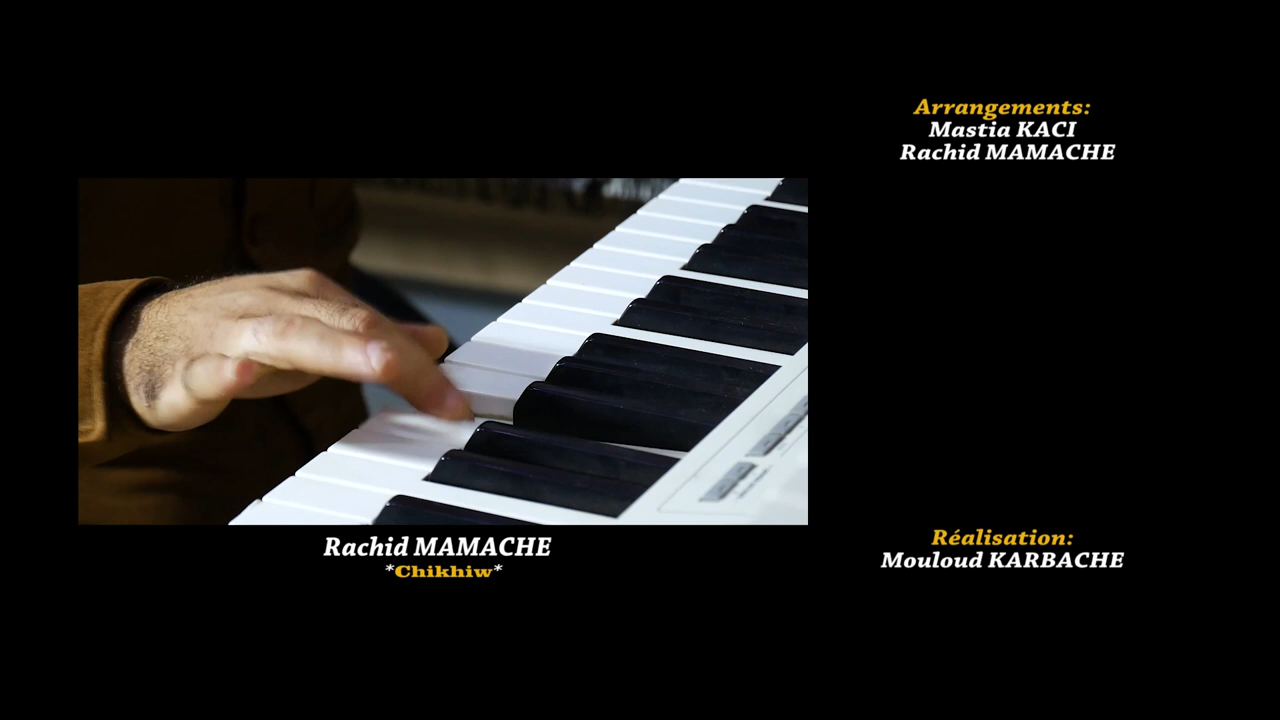 Arrangements:
Mastia KACI
Rachid MAMACHE
Rachid MAMACHE
*Chikhiw*
Réalisation:
Mouloud KARBACHE